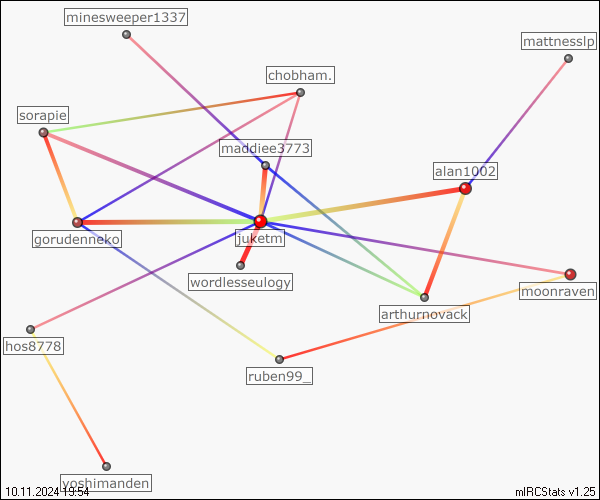 minesweeper1337
mattnesslp
chobham.
sorapie
maddiee3773
alan1002
gorudenneko
juketm
wordlesseulogy
moonraven
arthurnovack
hos8778
ruben99_
yoshimanden
10.11.2024 19:54
mIRCStats v1.25